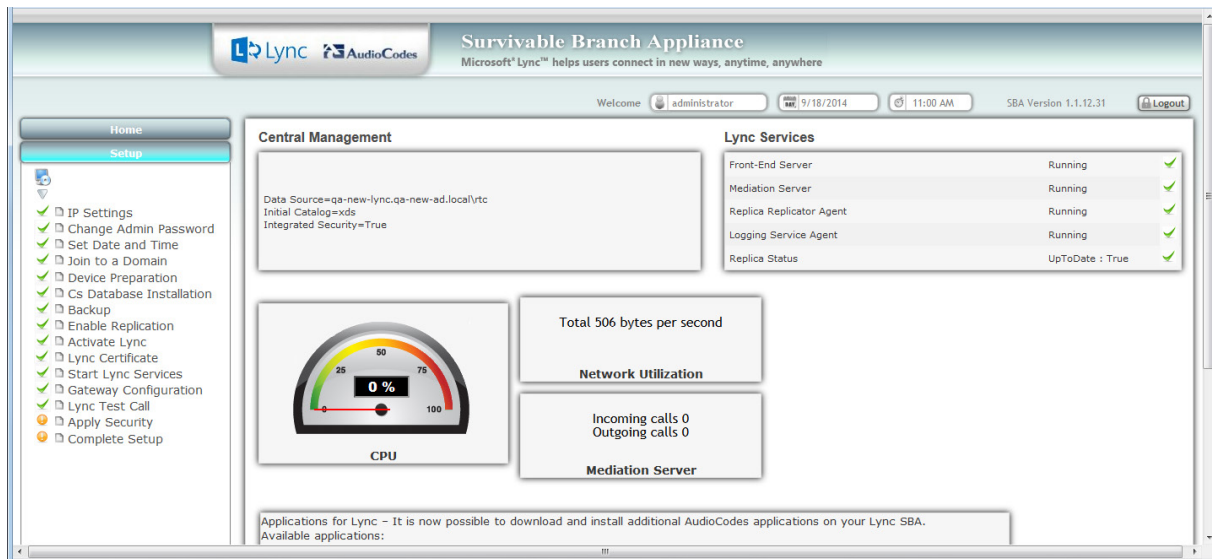 Lync AudioCodes
Survivable Branch Appliance
Microsoft® Lync™ helps users connect in new ways, anytime, anywhere
Welcome administrator 9/18/2014 11:00 AM SBA Version 1.1.12.31 Logout
Home
Setup
IP Settings
Change Admin Password
Set Date and Time
Join to a Domain
Device Preparation
Cs Database Installation
Backup
Enable Replication
Activate Lync
Lync Certificate
Start Lync Services
Gateway Configuration
Lync Test Call
Apply Security
Complete Setup
Central Management
Data Source=qa-new-lync.qa-new-ad.local\rtc
Initial Catalog=xds
Integrated Security=True
Lync Services
Front-End Server Running
Mediation Server Running
Replica Replicator Agent Running
Logging Service Agent Running
Replica Status UpToDate : True
0 25 50 75 100
0 %
CPU
Total 506 bytes per second
Network Utilization
Incoming calls 0
Outgoing calls 0
Mediation Server
Applications for Lync – It is now possible to download and install additional AudioCodes applications on your Lync SBA.
Available applications: